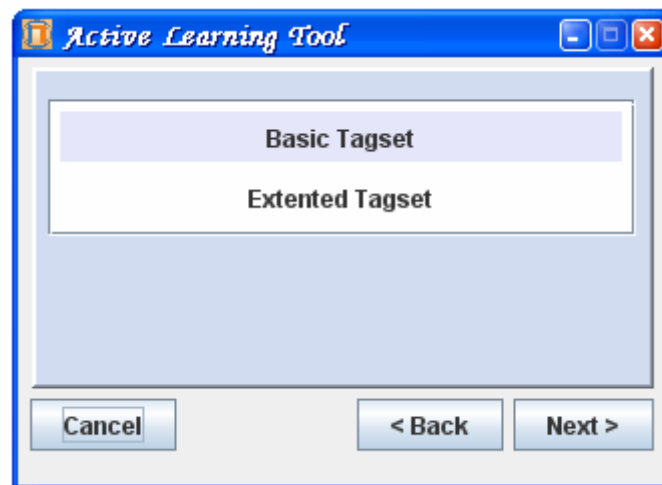 Active Learning Tool
Basic Tagset
Extented Tagset
Cancel
< Back
Next >